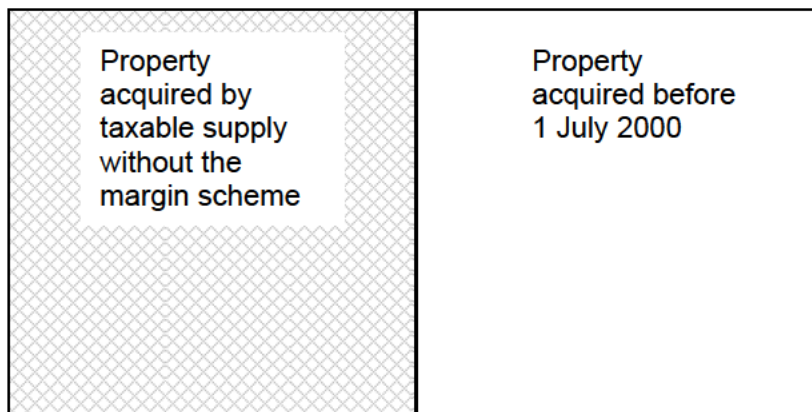 Property
acquired by
taxable supply
without the
margin scheme
Property
acquired before
1 July 2000